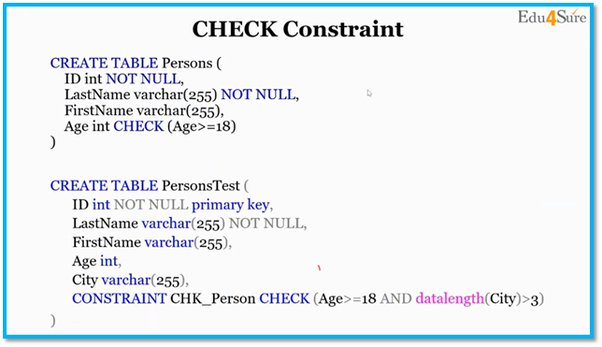 Edu4Sure
CHECK Constraint
CREATE TABLE Persons (
ID int NOT NULL,
LastName varchar(255) NOT NULL,
FirstName varchar(255),
Age int CHECK (Age>=18)
)
CREATE TABLE PersonsTest (
ID int NOT NULL primary key,
LastName varchar(255) NOT NULL,
FirstName varchar(255),
Age int,
City varchar(255),
CONSTRAINT CHK_Person CHECK (Age>=18 AND datalength(City)>3)
)